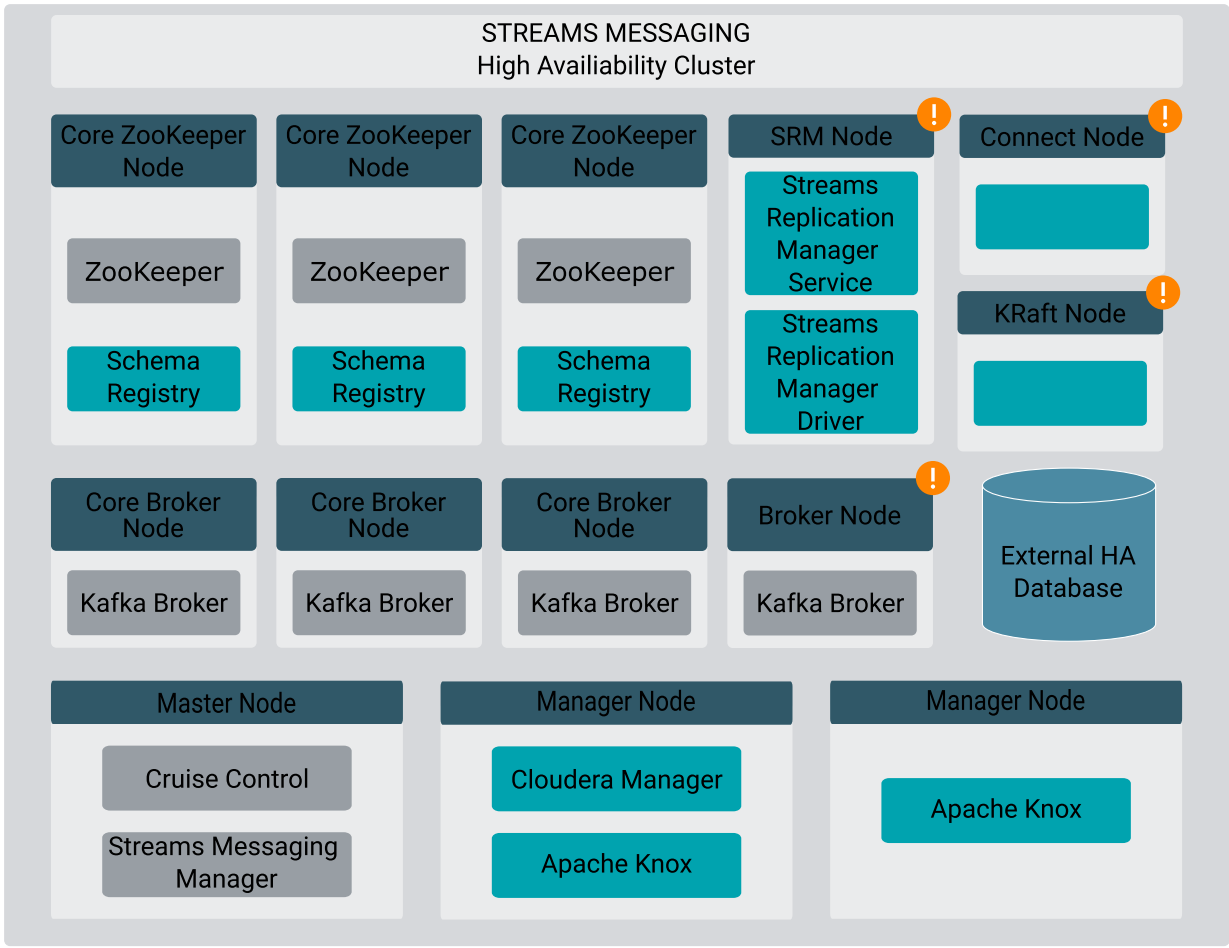 STREAMS MESSAGING
High Availiability Cluster
Core ZooKeeper
Node
ZooKeeper
Schema
Registry
Core ZooKeeper
Node
ZooKeeper
Schema
Registry
Core ZooKeeper
Node
ZooKeeper
Schema
Registry
SRM Node
!
Streams
Replication
Manager
Service
Streams
Replication
Manager
Driver
Connect Node
!
KRaft Node
!
Core Broker
Node
Kafka Broker
Core Broker
Node
Kafka Broker
Core Broker
Node
Kafka Broker
Broker Node
!
Kafka Broker
External HA
Database
Master Node
Cruise Control
Streams Messaging
Manager
Manager Node
Cloudera Manager
Apache Knox
Manager Node
Apache Knox